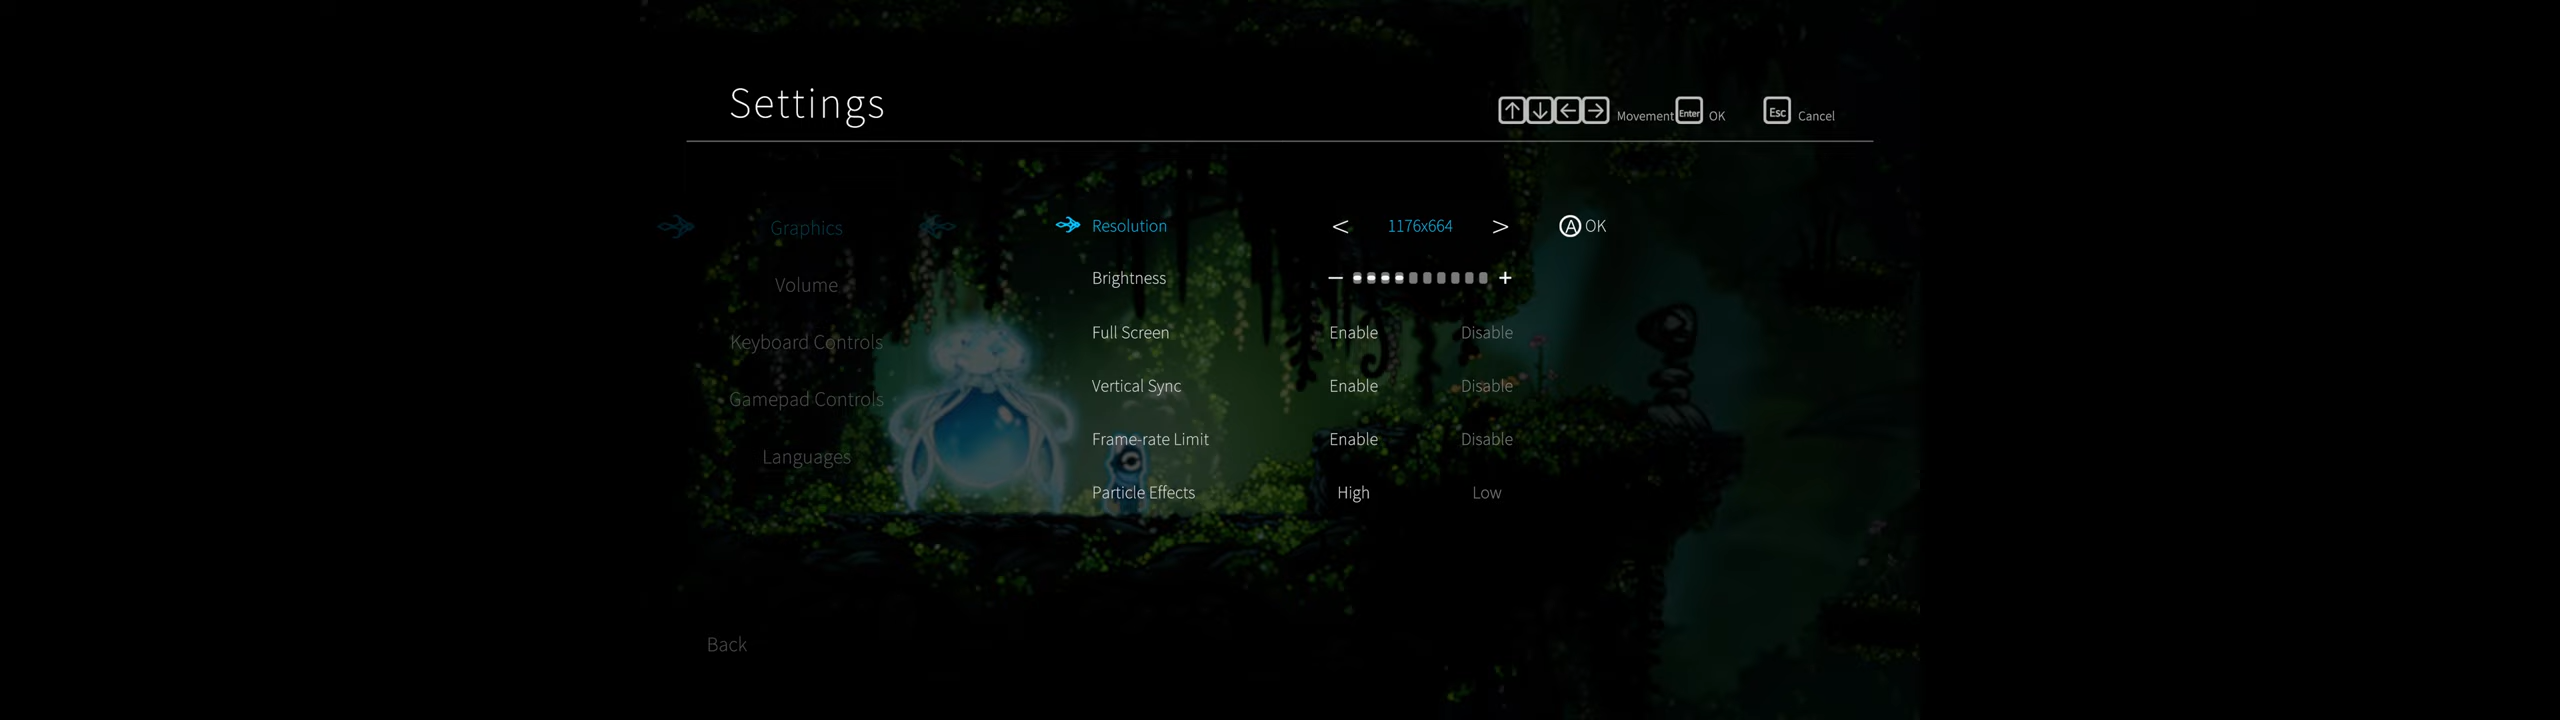 Settings
↑ ↓ ← → Movement Enter OK Esc Cancel
Graphics
Volume
Keyboard Controls
Gamepad Controls
Languages
Back
Resolution < 1176x664 > A OK
Brightness − +
Full Screen Enable Disable
Vertical Sync Enable Disable
Frame-rate Limit Enable Disable
Particle Effects High Low